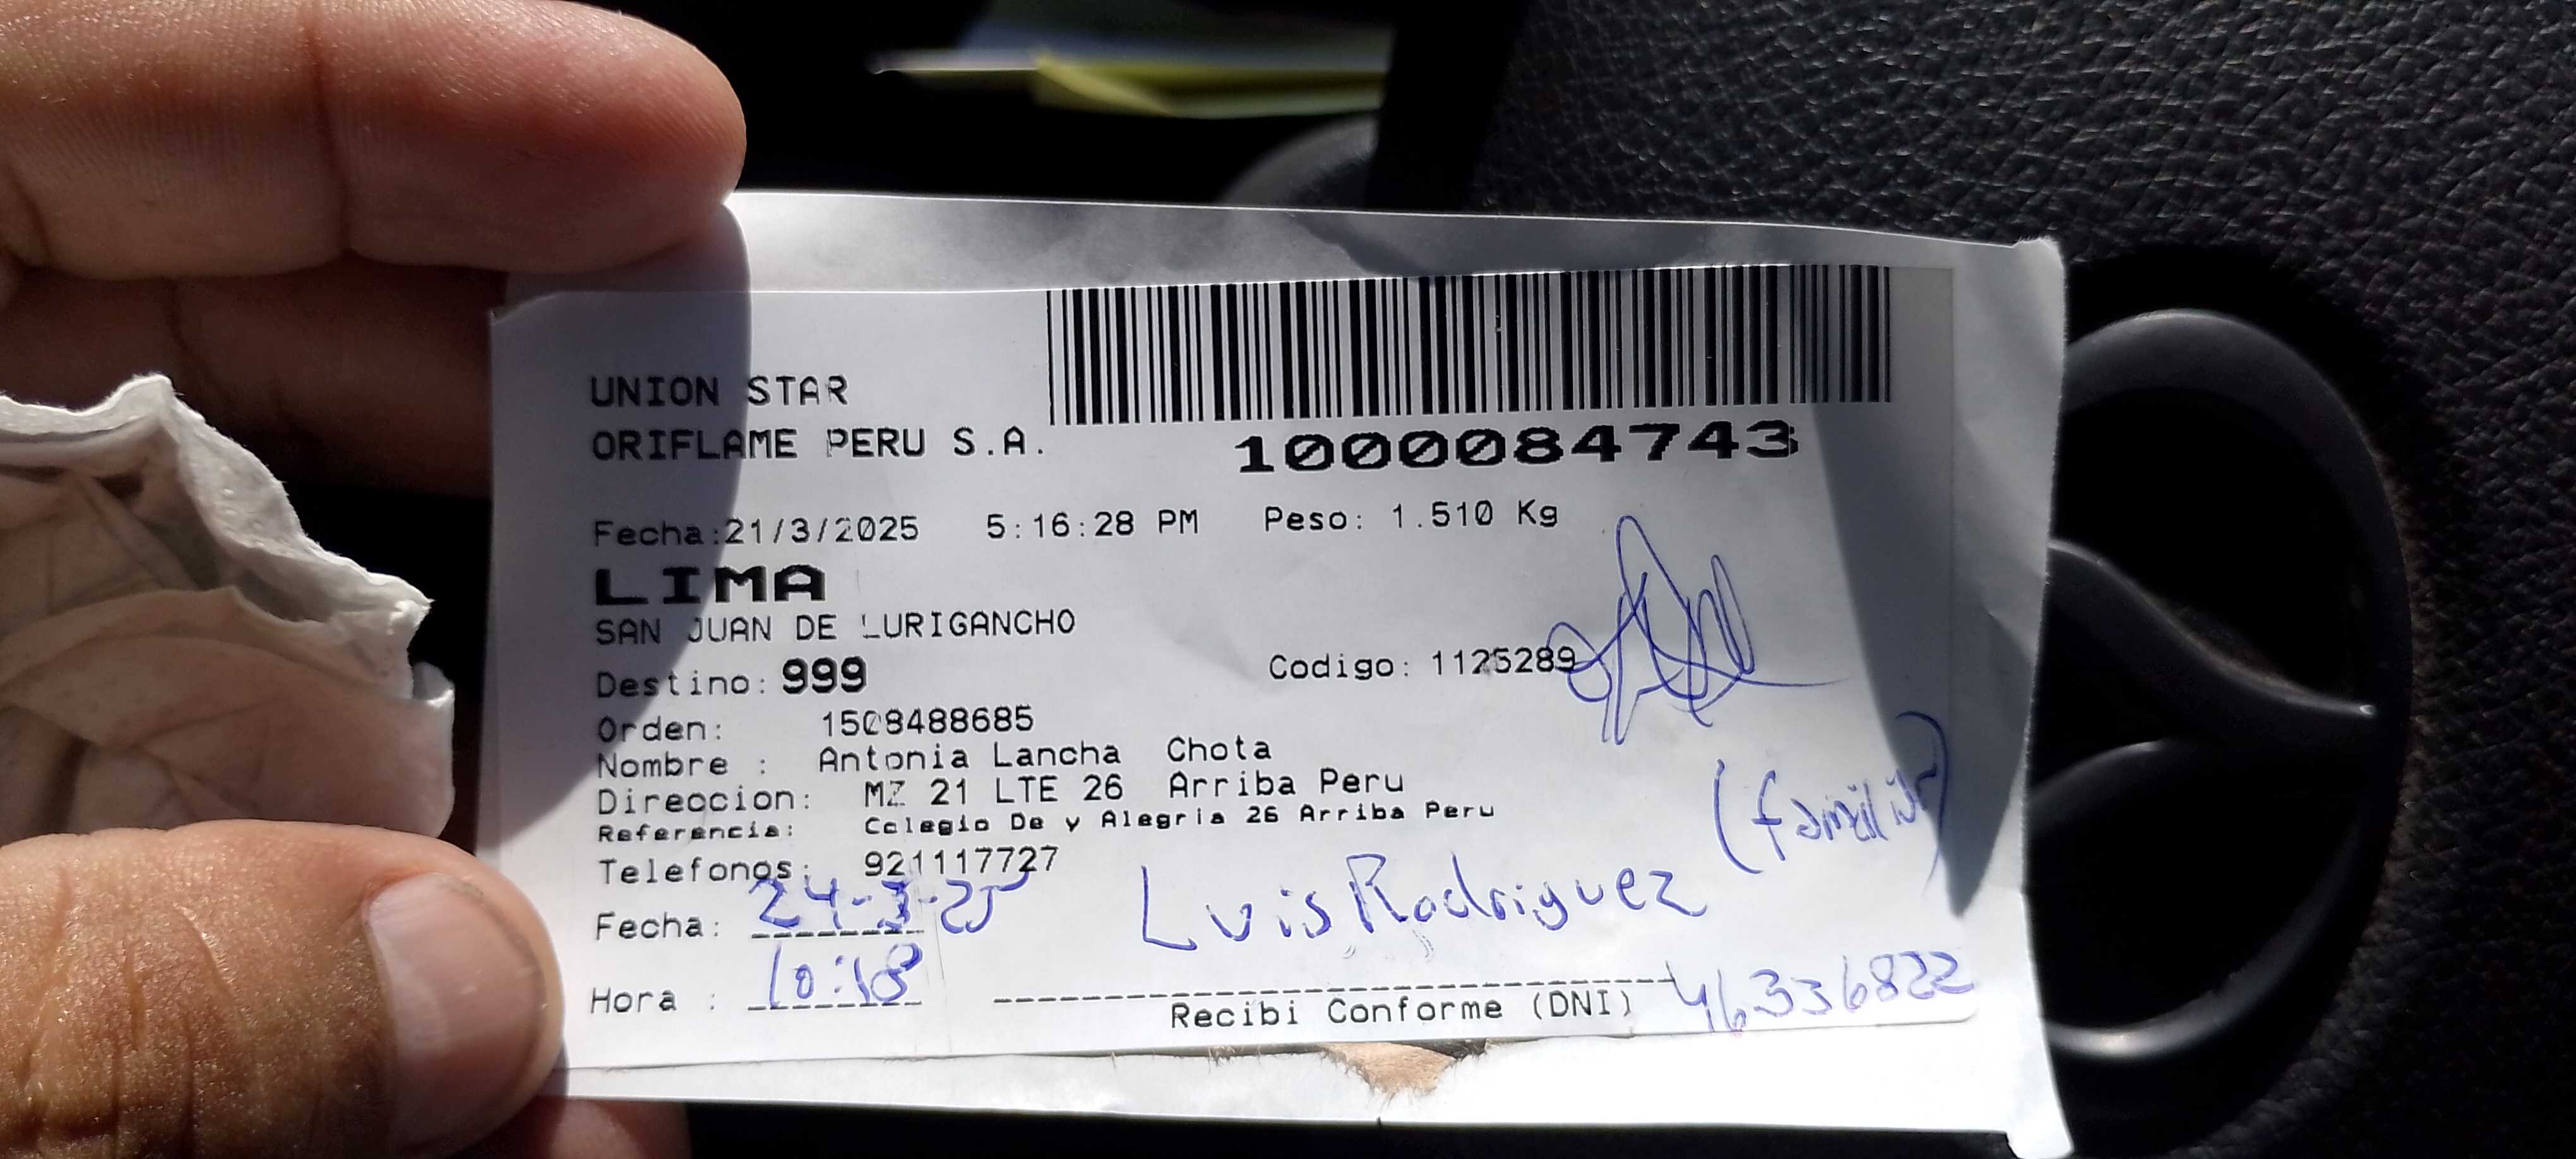 UNION STAR
ORIFLAME PERU S.A.
1000084743
Fecha:21/3/2025 5:16:28 PM Peso: 1.510 Kg
LIMA
SAN JUAN DE LURIGANCHO
Destino: 999 Codigo: 1125289
Orden: 1508488685
Nombre : Antonia Lancha Chota
Direccion: MZ 21 LTE 26 Arriba Peru
Referencia: Colegio De y Alegria 26 Arriba Peru
(familiar)
Telefonos: 921117727
Fecha: 24-3-25 Luis Rodriguez
Hora : 10:18
Recibi Conforme (DNI) 46336822